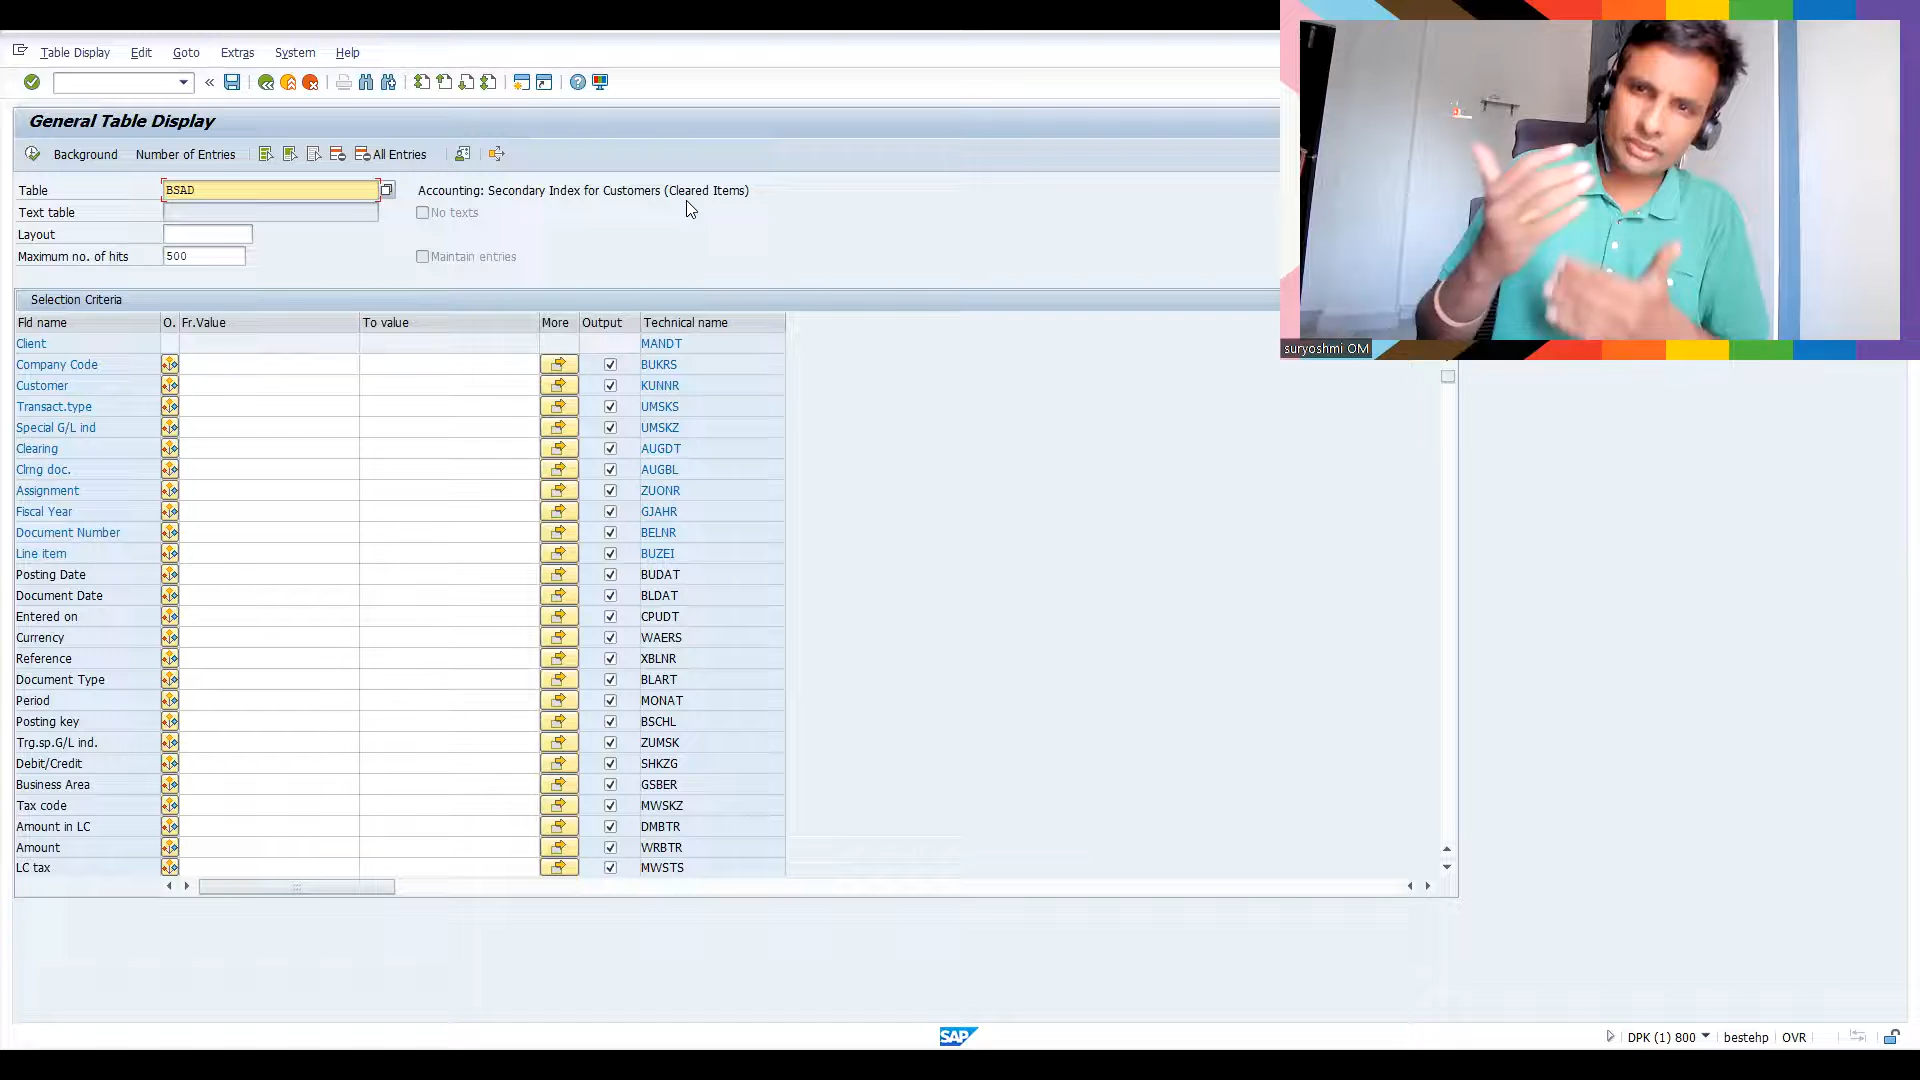 Table Display Edit Goto Extras System Help
General Table Display
Background Number of Entries All Entries
Table BSAD Accounting: Secondary Index for Customers (Cleared Items)
Text table No texts
Layout
Maximum no. of hits 500 Maintain entries
suryoshmi OM
Selection Criteria
Fld name O. Fr.Value To value More Output Technical name
Client MANDT
Company Code BUKRS
Customer KUNNR
Transact.type UMSKS
Special G/L ind UMSKZ
Clearing AUGDT
Clrng doc. AUGBL
Assignment ZUONR
Fiscal Year GJAHR
Document Number BELNR
Line item BUZEI
Posting Date BUDAT
Document Date BLDAT
Entered on CPUDT
Currency WAERS
Reference XBLNR
Document Type BLART
Period MONAT
Posting key BSCHL
Trg.sp.G/L ind. ZUMSK
Debit/Credit SHKZG
Business Area GSBER
Tax code MWSKZ
Amount in LC DMBTR
Amount WRBTR
LC tax MWSTS
SAP
DPK (1) 800 bestehp OVR